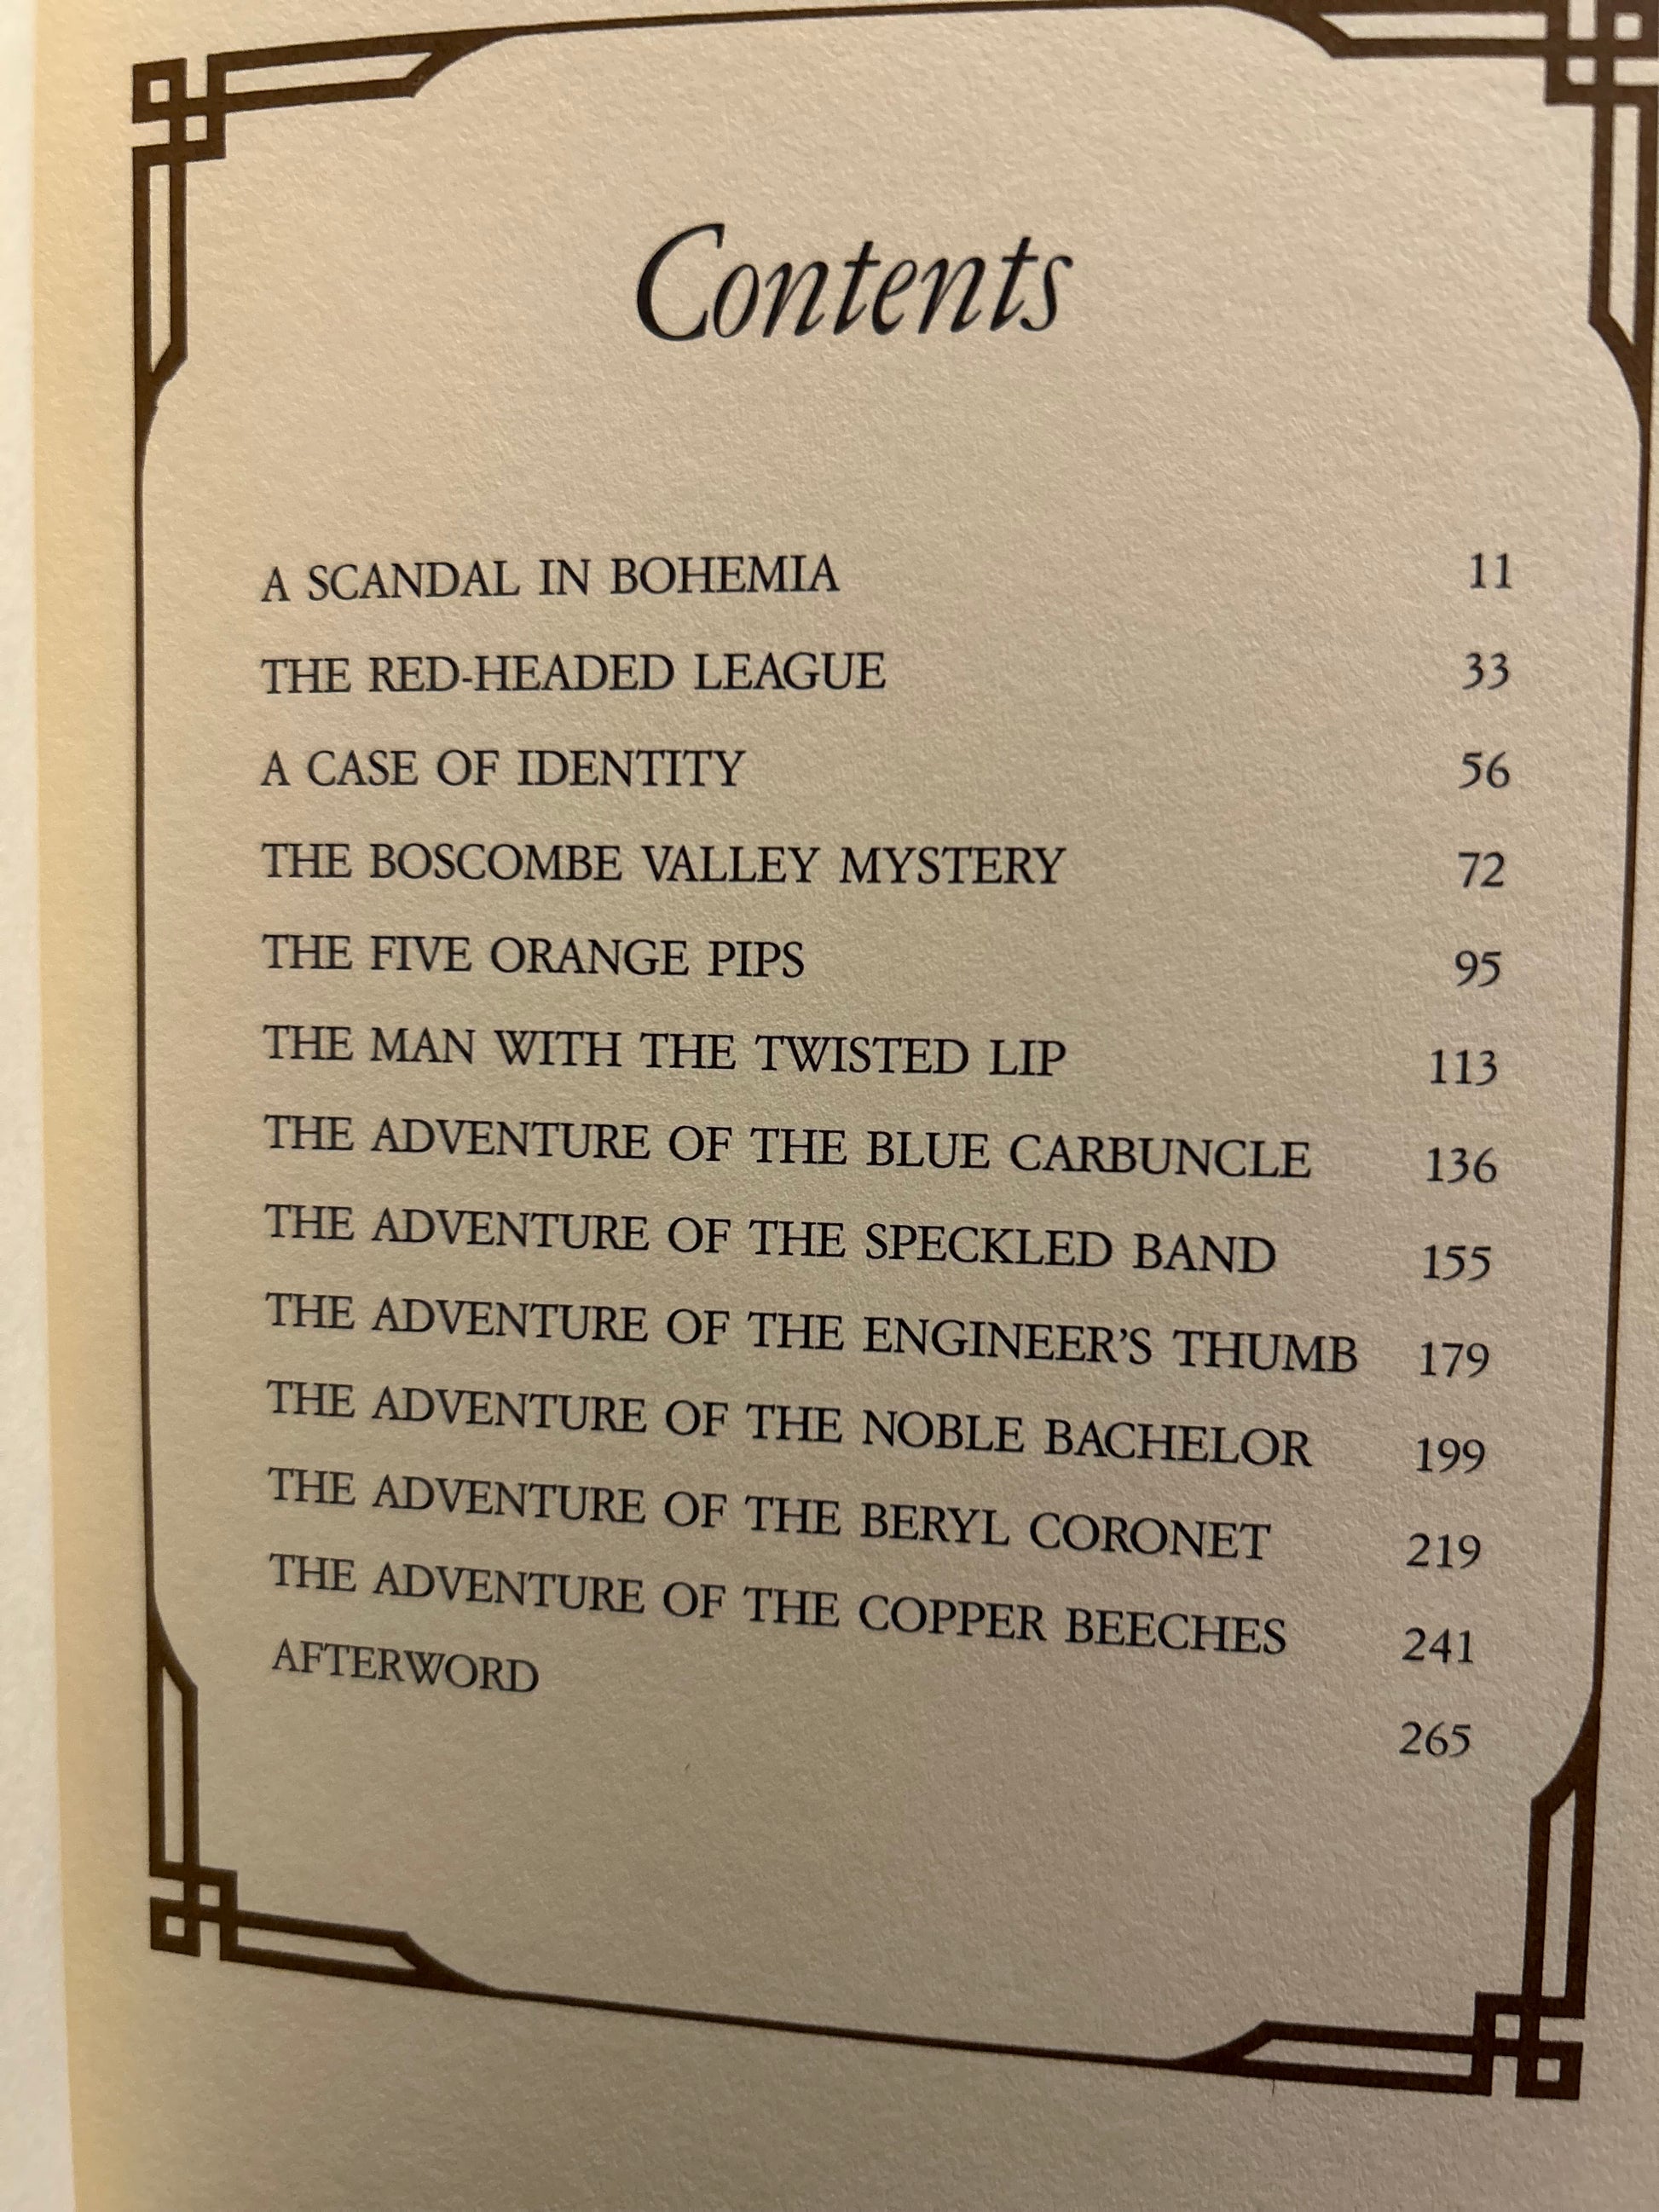 Contents
A SCANDAL IN BOHEMIA 11
THE RED-HEADED LEAGUE 33
A CASE OF IDENTITY 56
THE BOSCOMBE VALLEY MYSTERY 72
THE FIVE ORANGE PIPS 95
THE MAN WITH THE TWISTED LIP 113
THE ADVENTURE OF THE BLUE CARBUNCLE 136
THE ADVENTURE OF THE SPECKLED BAND 155
THE ADVENTURE OF THE ENGINEER'S THUMB 179
THE ADVENTURE OF THE NOBLE BACHELOR 199
THE ADVENTURE OF THE BERYL CORONET 219
THE ADVENTURE OF THE COPPER BEECHES 241
AFTERWORD 265